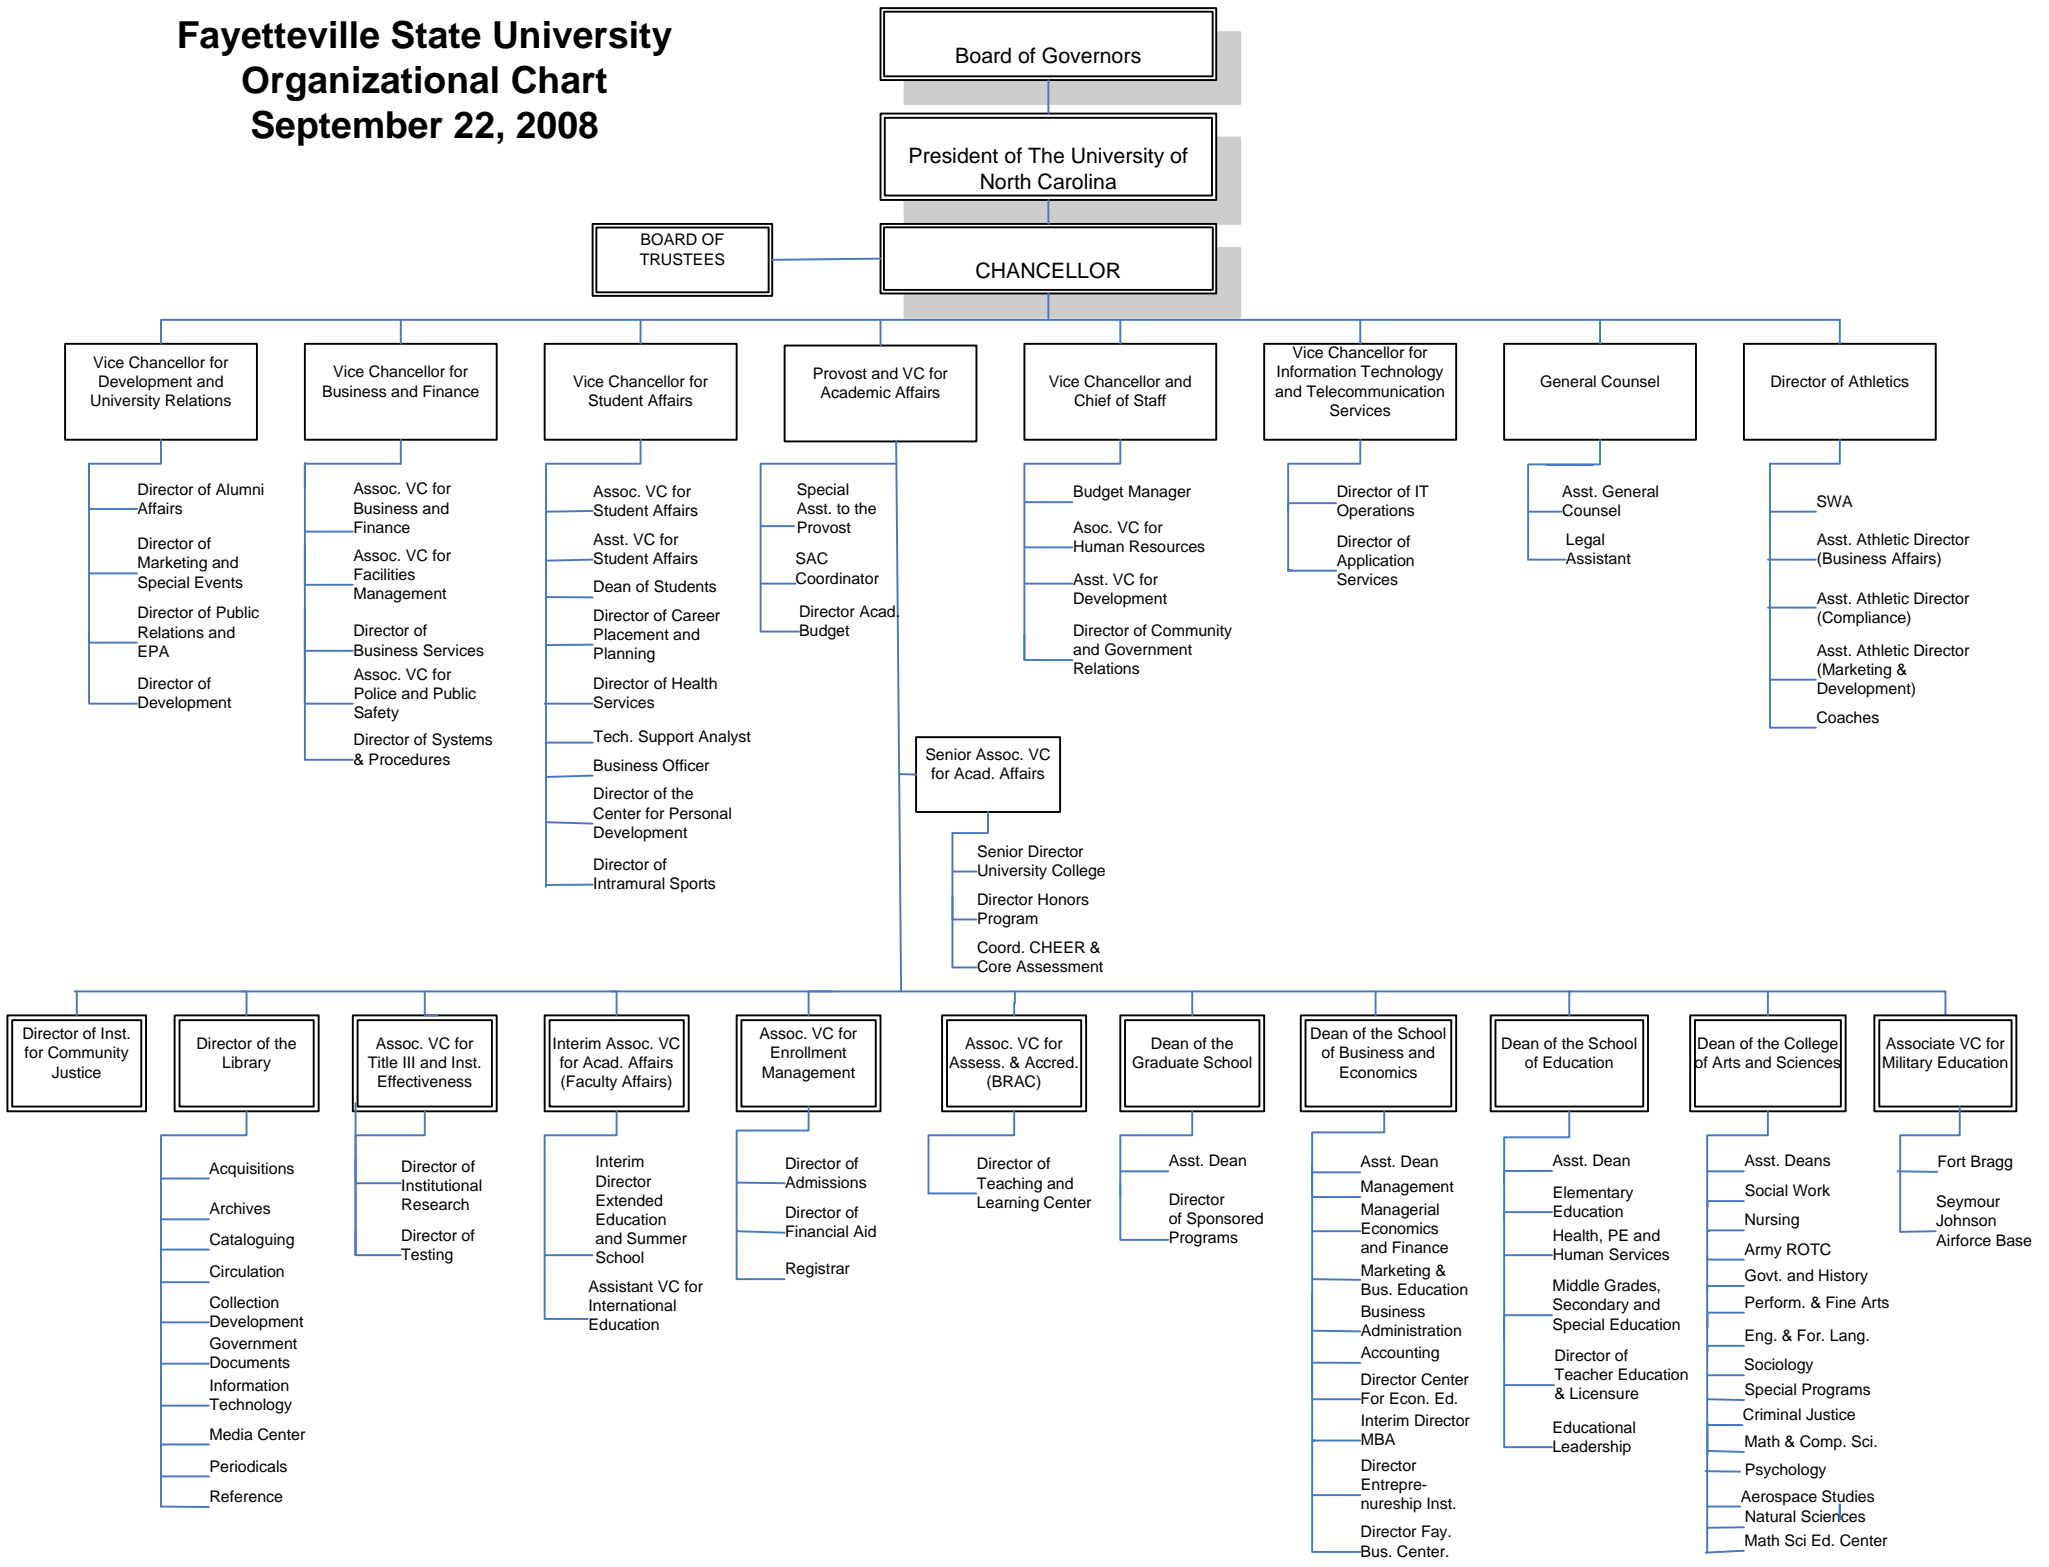 Fayetteville State University
Organizational Chart
September 22, 2008
Board of Governors
President of The University of
North Carolina
BOARD OF
TRUSTEES
CHANCELLOR
Vice Chancellor for
Development and
University Relations
Director of Alumni
Affairs
Director of
Marketing and
Special Events
Director of Public
Relations and
EPA
Director of
Development
Vice Chancellor for
Business and Finance
Assoc. VC for
Business and
Finance
Assoc. VC for
Facilities
Management
Director of
Business Services
Assoc. VC for
Police and Public
Safety
Director of Systems
& Procedures
Vice Chancellor for
Student Affairs
Assoc. VC for
Student Affairs
Asst. VC for
Student Affairs
Dean of Students
Director of Career
Placement and
Planning
Director of Health
Services
Tech. Support Analyst
Business Officer
Director of the
Center for Personal
Development
Director of
Intramural Sports
Provost and VC for
Academic Affairs
Special
Asst. to the
Provost
SAC
Coordinator
Director Acad.
Budget
Vice Chancellor and
Chief of Staff
Budget Manager
Asoc. VC for
Human Resources
Asst. VC for
Development
Director of Community
and Government
Relations
Vice Chancellor for
Information Technology
and Telecommunication
Services
Director of IT
Operations
Director of
Application
Services
General Counsel
Asst. General
Counsel
Legal
Assistant
Director of Athletics
SWA
Asst. Athletic Director
(Business Affairs)
Asst. Athletic Director
(Compliance)
Asst. Athletic Director
(Marketing &
Development)
Coaches
Senior Assoc. VC
for Acad. Affairs
Senior Director
University College
Director Honors
Program
Coord. CHEER &
Core Assessment
Director of Inst.
for Community
Justice
Director of the
Library
Acquisitions
Archives
Cataloguing
Circulation
Collection
Development
Government
Documents
Information
Technology
Media Center
Periodicals
Reference
Assoc. VC for
Title III and Inst.
Effectiveness
Director of
Institutional
Research
Director of
Testing
Interim Assoc. VC
for Acad. Affairs
(Faculty Affairs)
Interim
Director
Extended
Education
and Summer
School
Assistant VC for
International
Education
Assoc. VC for
Enrollment
Management
Director of
Admissions
Director of
Financial Aid
Registrar
Assoc. VC for
Assess. & Accred.
(BRAC)
Director of
Teaching and
Learning Center
Dean of the
Graduate School
Asst. Dean
Director
of Sponsored
Programs
Dean of the School
of Business and
Economics
Asst. Dean
Management
Managerial
Economics
and Finance
Marketing &
Bus. Education
Business
Administration
Accounting
Director Center
For Econ. Ed.
Interim Director
MBA
Director
Entrepre-
nureship Inst.
Director Fay.
Bus. Center.
Dean of the School
of Education
Asst. Dean
Elementary
Education
Health, PE and
Human Services
Middle Grades,
Secondary and
Special Education
Director of
Teacher Education
& Licensure
Educational
Leadership
Dean of the College
of Arts and Sciences
Asst. Deans
Social Work
Nursing
Army ROTC
Govt. and History
Perform. & Fine Arts
Eng. & For. Lang.
Sociology
Special Programs
Criminal Justice
Math & Comp. Sci.
Psychology
Aerospace Studies
Natural Sciences
Math Sci Ed. Center
Associate VC for
Military Education
Fort Bragg
Seymour
Johnson
Airforce Base